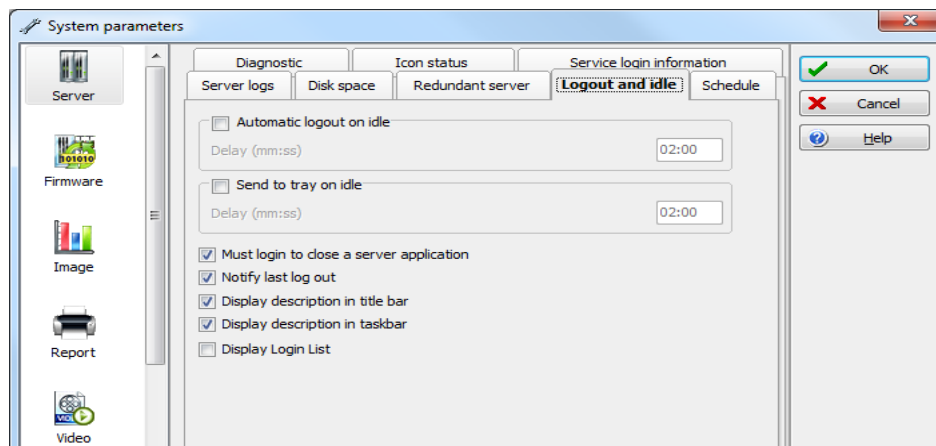 System parameters
Server
Firmware
Image
Report
Video
Diagnostic Icon status Service login information
Server logs Disk space Redundant server Logout and idle Schedule
Automatic logout on idle
Delay (mm:ss) 02:00
Send to tray on idle
Delay (mm:ss) 02:00
Must login to close a server application
Notify last log out
Display description in title bar
Display description in taskbar
Display Login List
OK
Cancel
Help